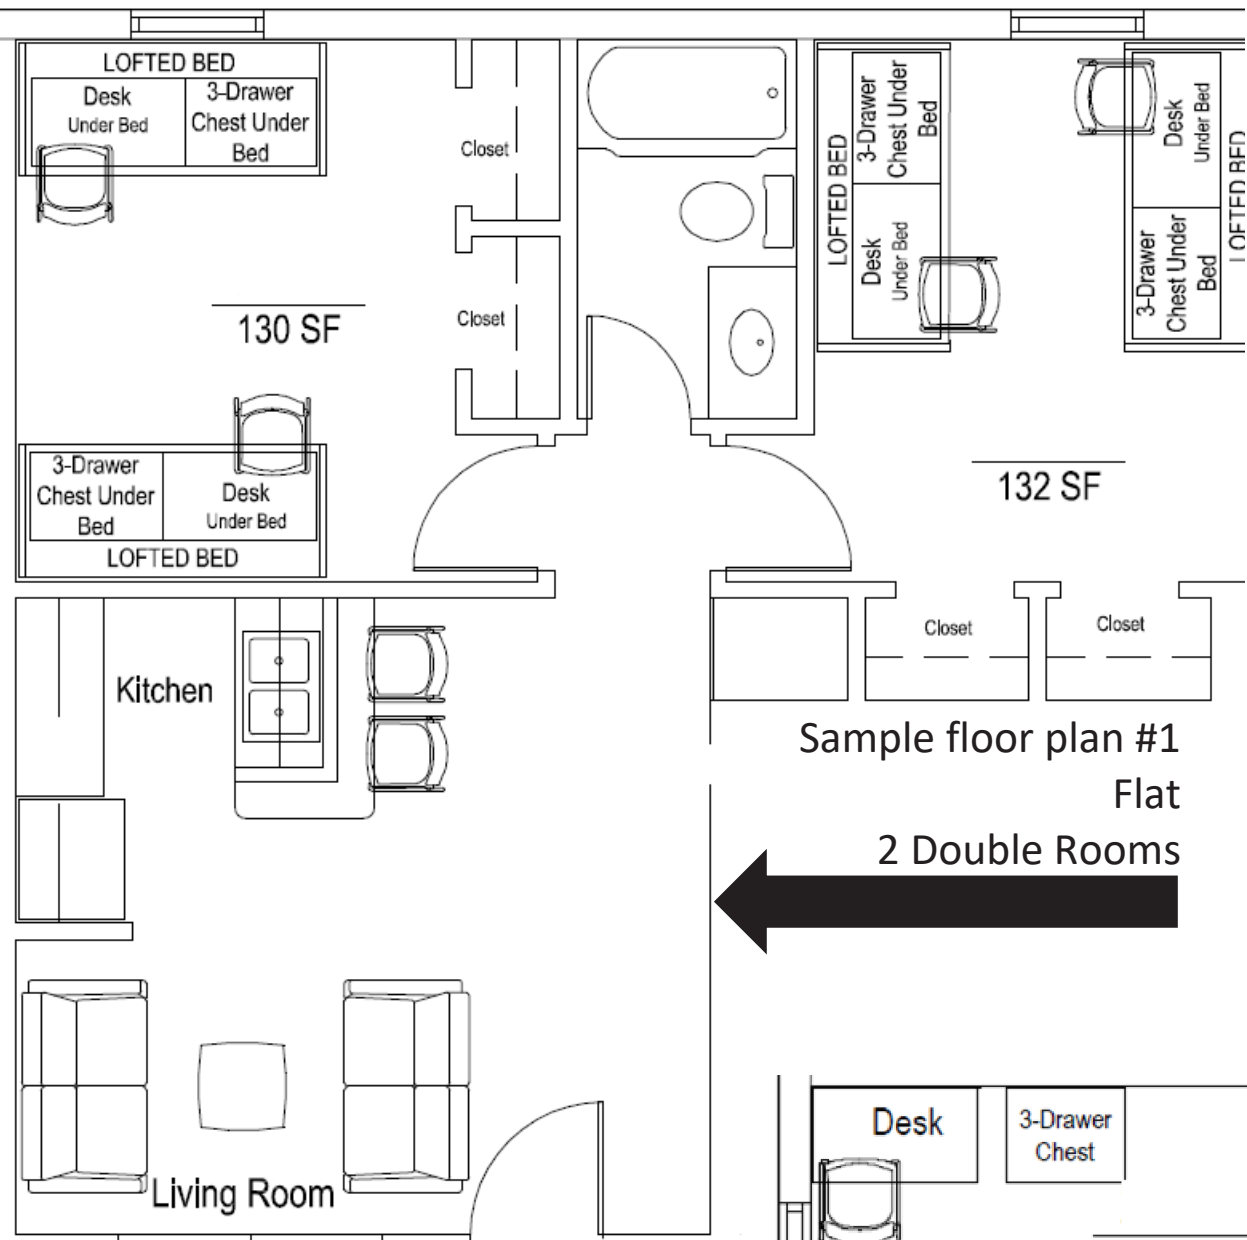 LOFTED BED
Desk
Under Bed
3-Drawer
Chest Under
Bed
Closet
Closet
130 SF
3-Drawer
Chest Under
Bed
Desk
Under Bed
LOFTED BED
LOFTED BED
3-Drawer
Chest Under
Bed
Desk
Under Bed
Desk
Under Bed
3-Drawer
Chest Under
Bed
LOFTED BED
132 SF
Closet
Closet
Kitchen
Sample floor plan #1
Flat
2 Double Rooms
Living Room
Desk
3-Drawer
Chest